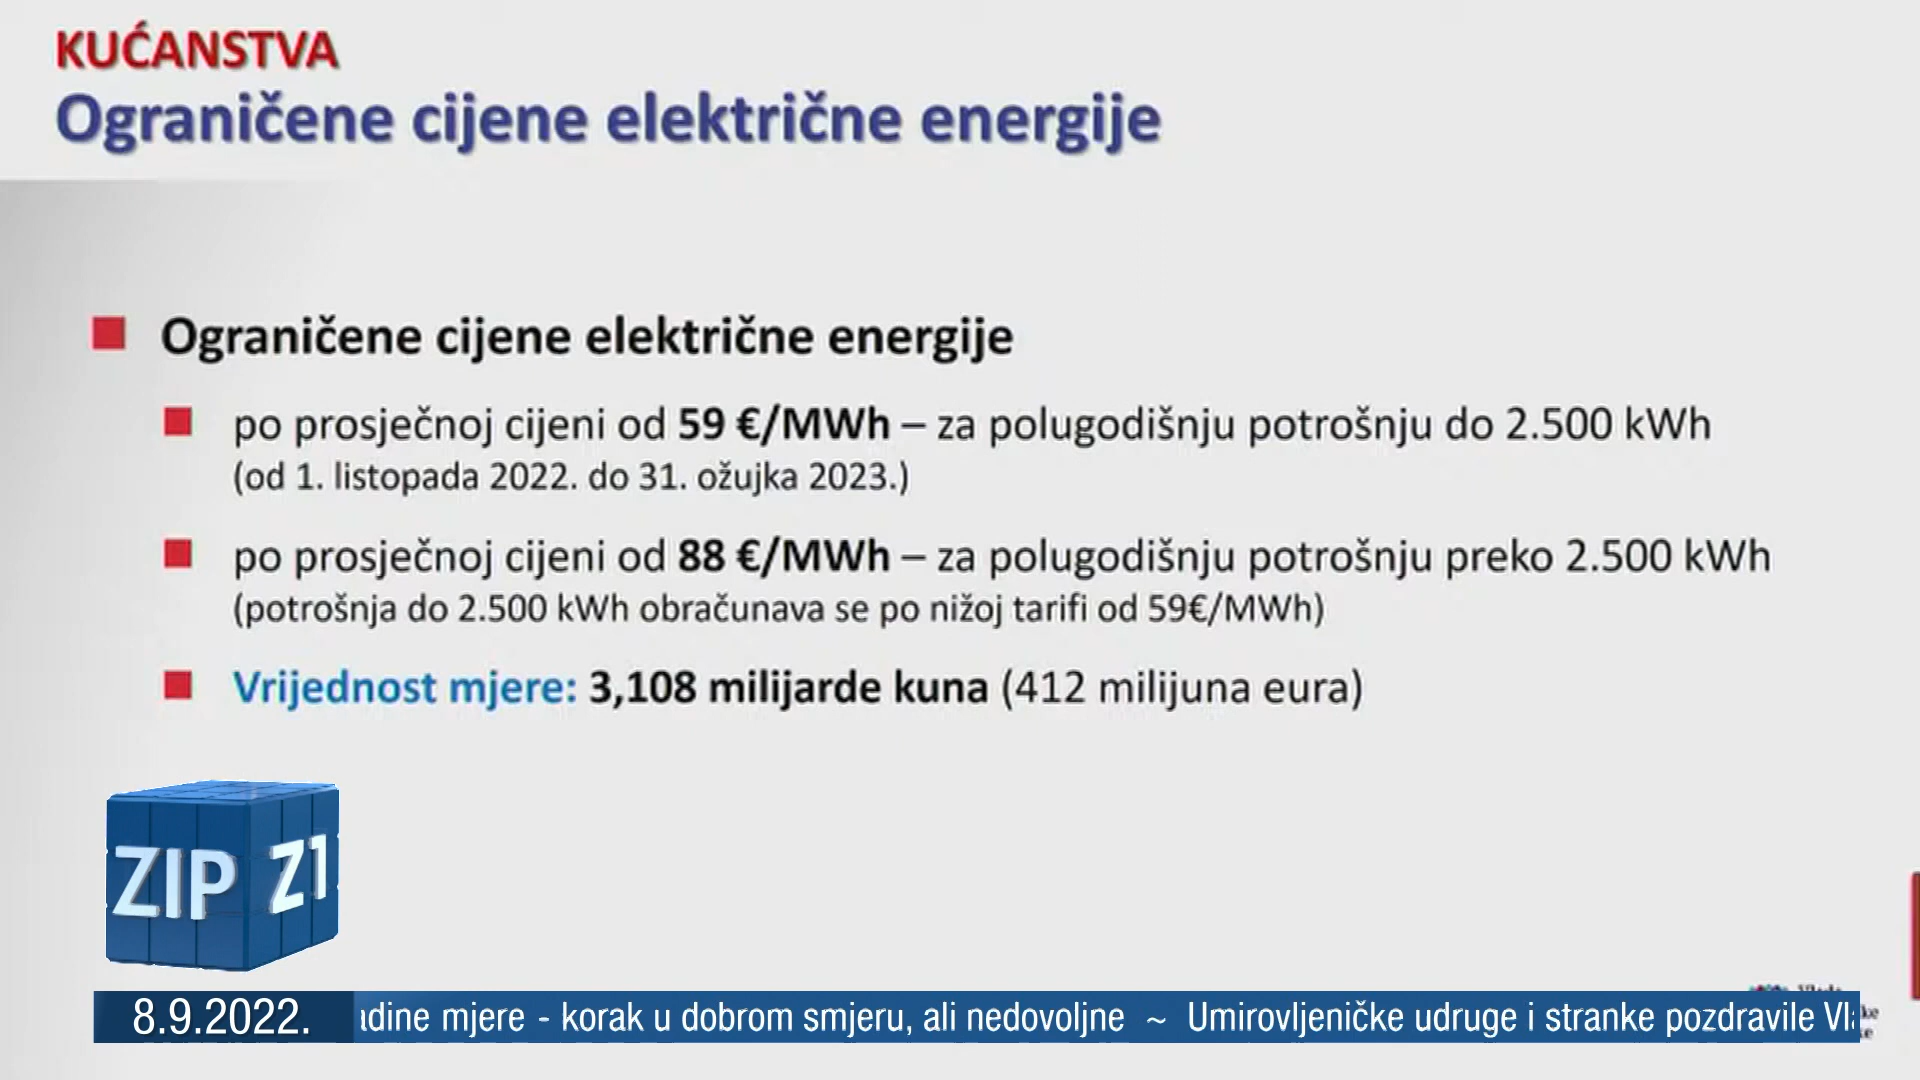 KUĆANSTVA
Ograničene cijene električne energije
Ograničene cijene električne energije
po prosječnoj cijeni od 59 €/MWh – za polugodišnju potrošnju do 2.500 kWh
(od 1. listopada 2022. do 31. ožujka 2023.)
po prosječnoj cijeni od 88 €/MWh – za polugodišnju potrošnju preko 2.500 kWh
(potrošnja do 2.500 kWh obračunava se po nižoj tarifi od 59€/MWh)
Vrijednost mjere: 3,108 milijarde kuna (412 milijuna eura)
ZIP Z1
8.9.2022.
mjere - korak u dobrom smjeru, ali nedovoljne ~ Umirovljeničke udruge i stranke pozdravile